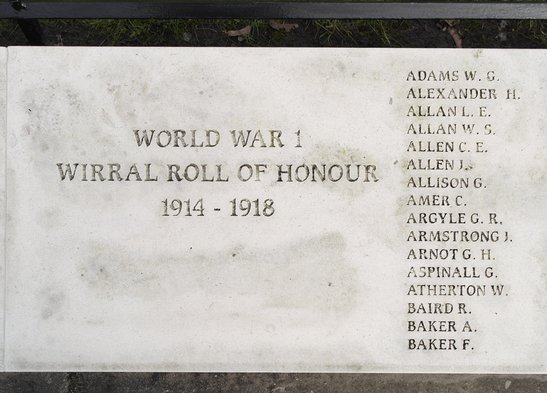 WORLD WAR 1
WIRRAL ROLL OF HONOUR
1914 - 1918
ADAMS W. G.
ALEXANDER H.
ALLAN L. E.
ALLAN W. S.
ALLEN C. E.
ALLEN J.
ALLISON G.
AMER C.
ARGYLE G. R.
ARMSTRONG J.
ARNOT G. H.
ASPINALL G.
ATHERTON W.
BAIRD R.
BAKER A.
BAKER F.